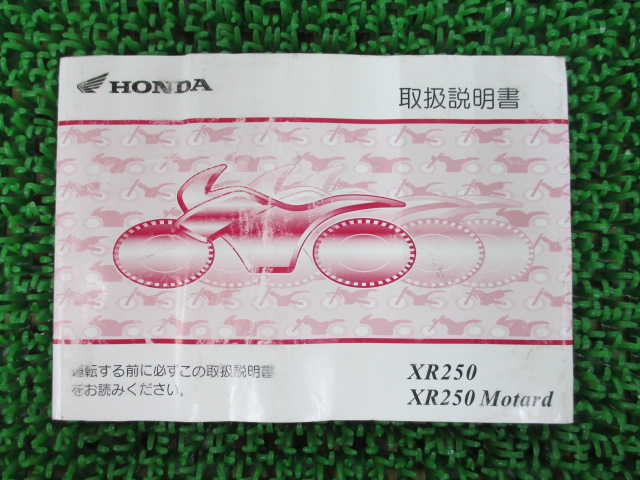 HONDA
取扱説明書
運転する前に必ずこの取扱説明書
をお読みください。
XR250
XR250 Motard